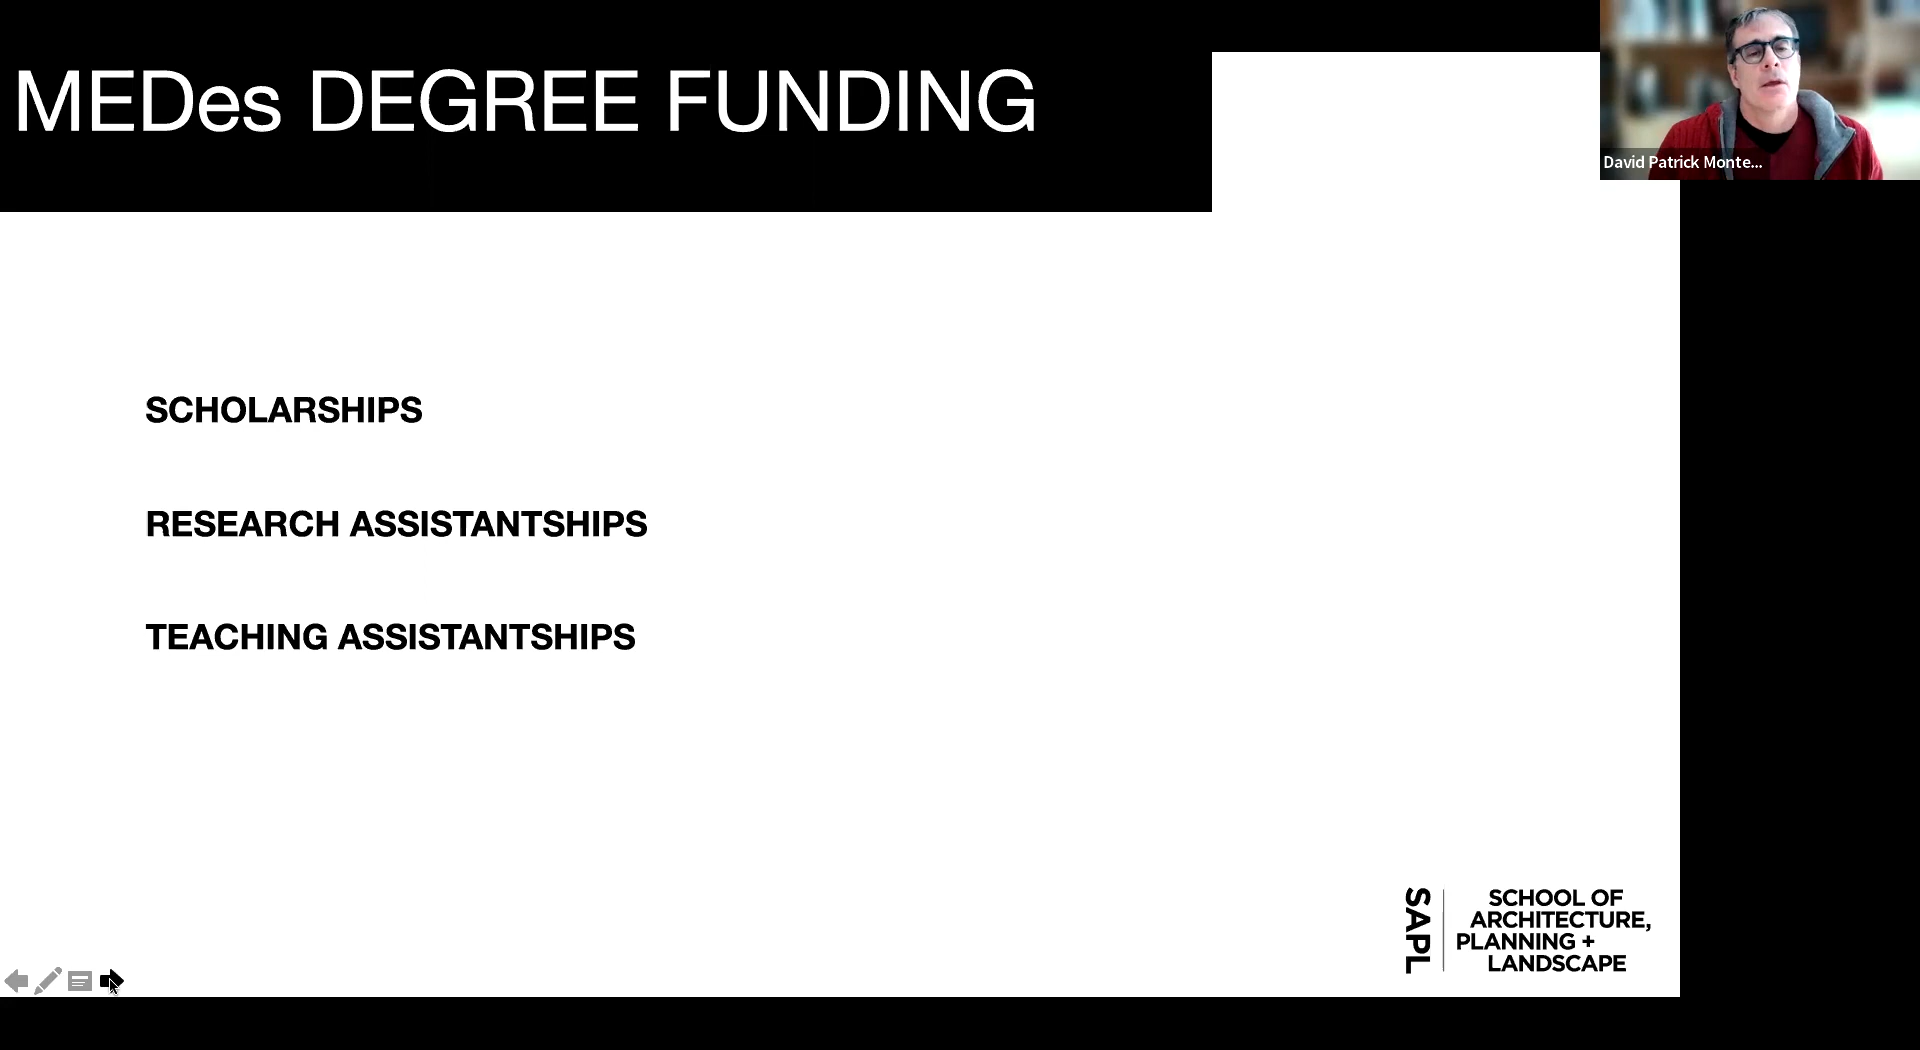 MEDes DEGREE FUNDING
David Patrick Monte...
SCHOLARSHIPS
RESEARCH ASSISTANTSHIPS
TEACHING ASSISTANTSHIPS
SAPL
SCHOOL OF
ARCHITECTURE,
PLANNING +
LANDSCAPE